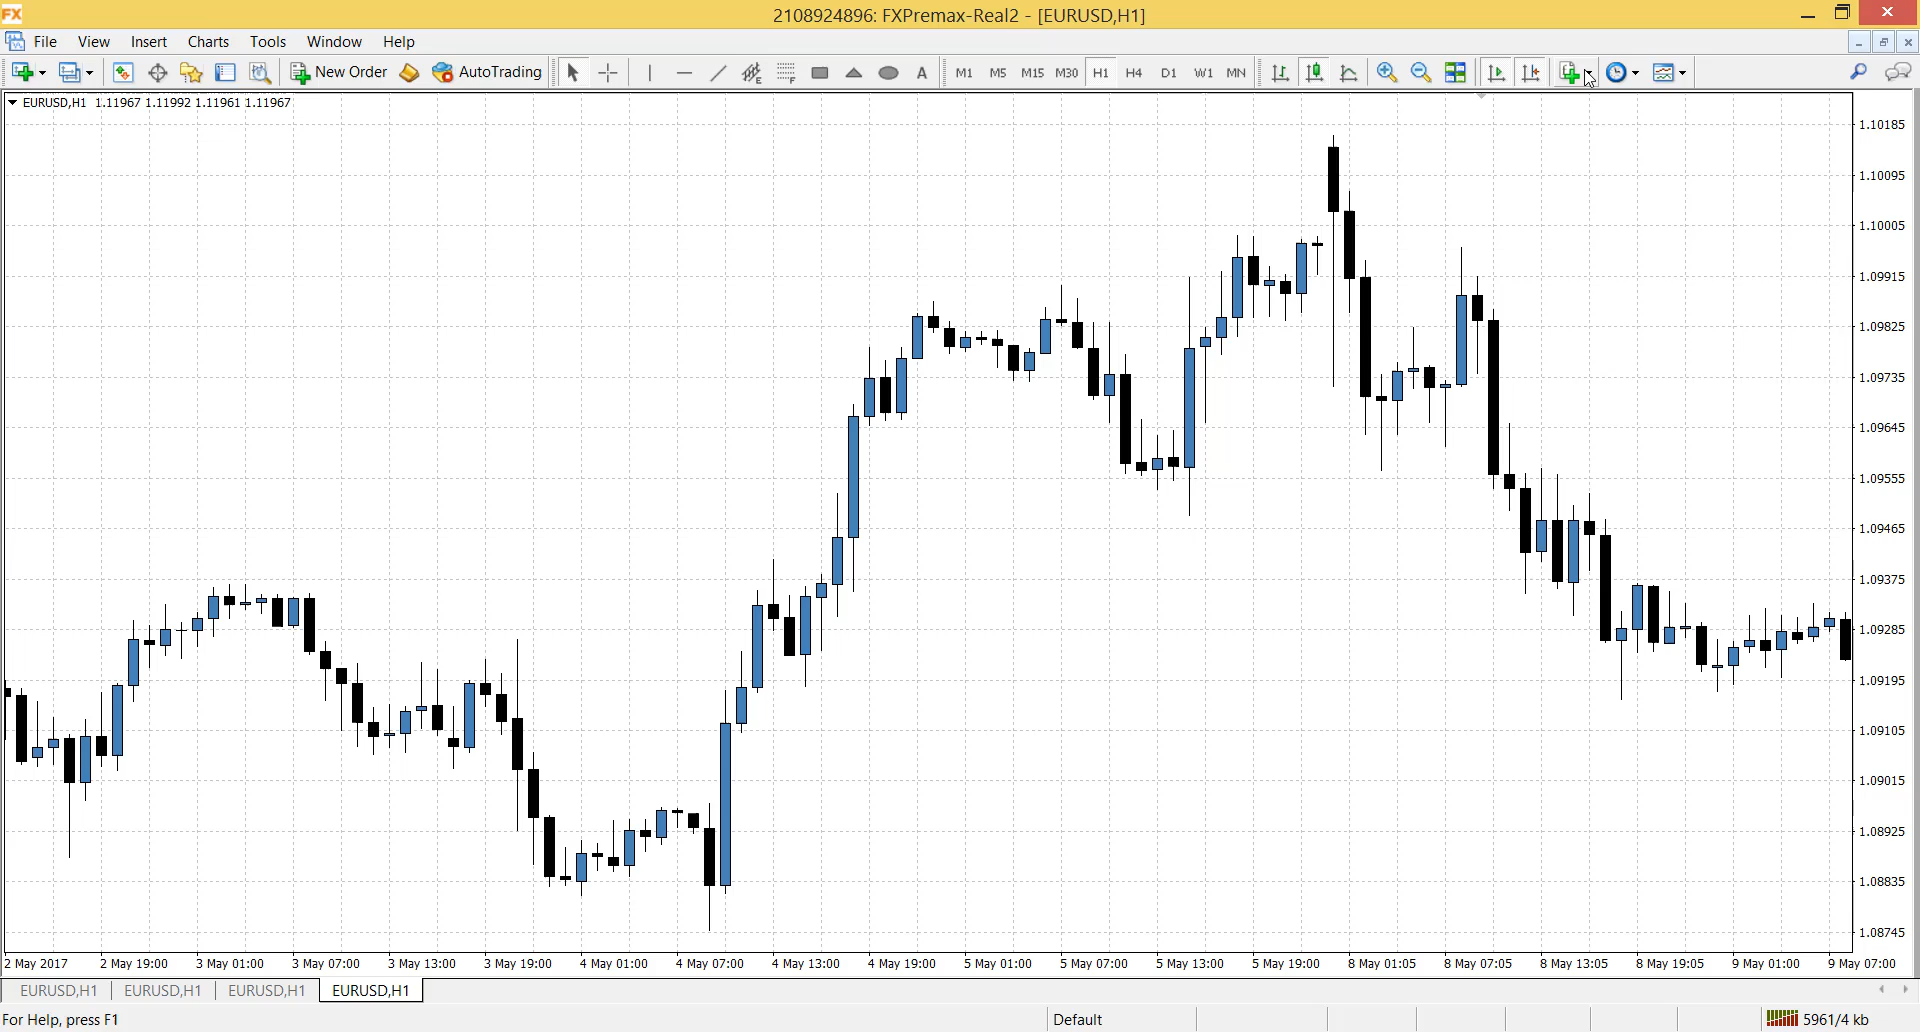 FX
2108924896: FXPremax-Real2 - [EURUSD,H1]
File View Insert Charts Tools Window Help
New Order AutoTrading A M1 M5 M15 M30 H1 H4 D1 W1 MN
EURUSD,H1 1.11967 1.11992 1.11961 1.11967
1.10185
1.10095
1.10005
1.09915
1.09825
1.09735
1.09645
1.09555
1.09465
1.09375
1.09285
1.09195
1.09105
1.09015
1.08925
1.08835
1.08745
2 May 2017 2 May 19:00 3 May 01:00 3 May 07:00 3 May 13:00 3 May 19:00 4 May 01:00 4 May 07:00 4 May 13:00 4 May 19:00 5 May 01:00 5 May 07:00 5 May 13:00 5 May 19:00 8 May 01:05 8 May 07:05 8 May 13:05 8 May 19:05 9 May 01:00 9 May 07:00
EURUSD,H1 EURUSD,H1 EURUSD,H1 EURUSD,H1
For Help, press F1 Default 5961/4 kb